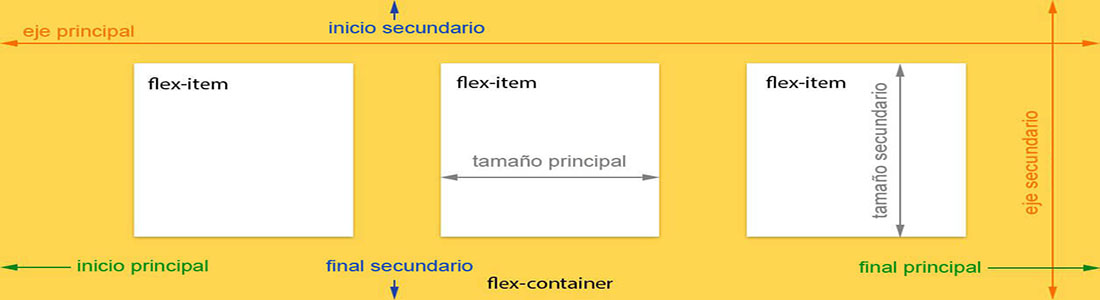 inicio secundario
eje principal
flex-item
flex-item
flex-item
tamaño principal
tamaño secundario
eje secundario
inicio principal
final secundario
final principal
flex-container